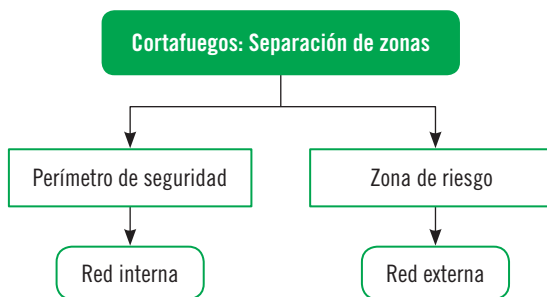 Cortafuegos: Separación de zonas
Perímetro de seguridad
Zona de riesgo
Red interna
Red externa